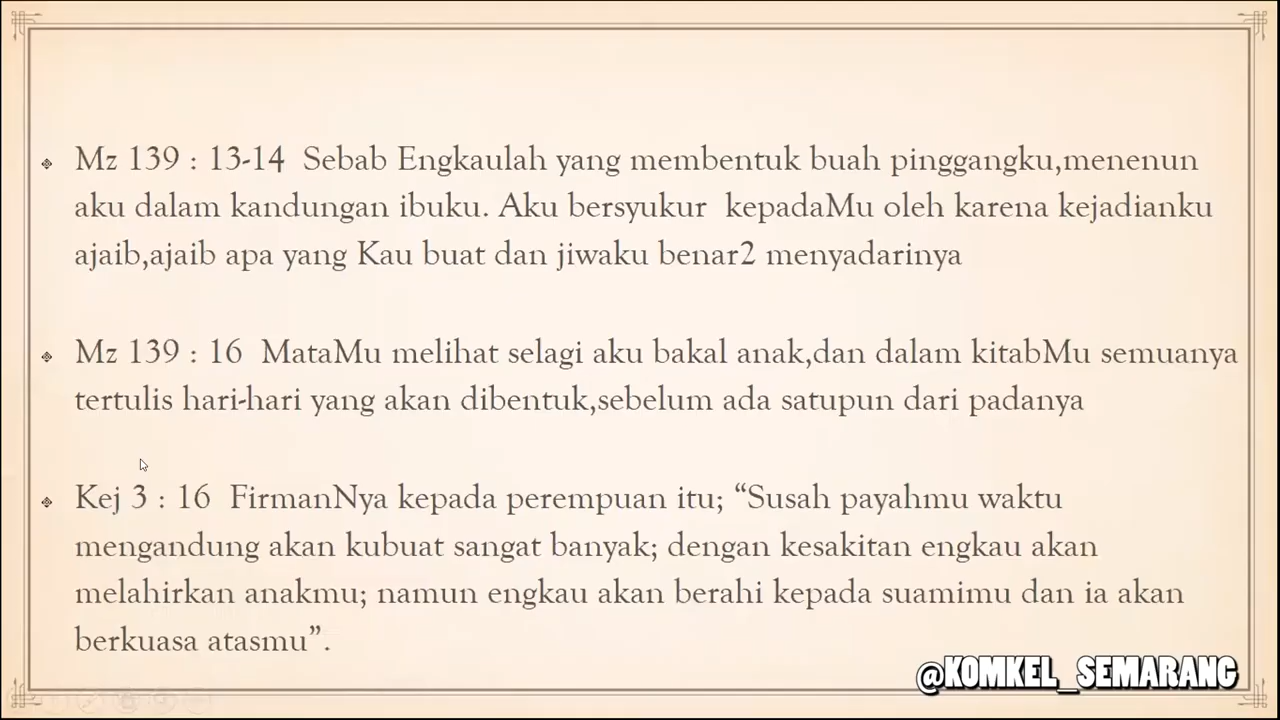 Mz 139 : 13-14 Sebab Engkaulah yang membentuk buah pinggangku,menenun
aku dalam kandungan ibuku. Aku bersyukur kepadaMu oleh karena kejadianku
ajaib,ajaib apa yang Kau buat dan jiwaku benar2 menyadarinya
Mz 139 : 16 MataMu melihat selagi aku bakal anak,dan dalam kitabMu semuanya
tertulis hari-hari yang akan dibentuk,sebelum ada satupun dari padanya
Kej 3 : 16 FirmanNya kepada perempuan itu; “Susah payahmu waktu
mengandung akan kubuat sangat banyak; dengan kesakitan engkau akan
melahirkan anakmu; namun engkau akan berahi kepada suamimu dan ia akan
berkuasa atasmu”.
@KOMKEL_SEMARANG